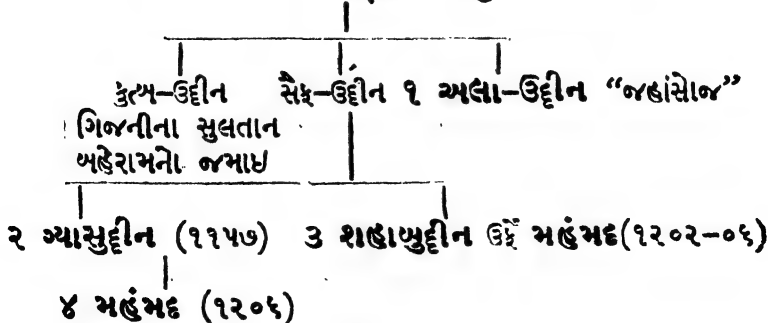 કુત્બ–ઉદ્દીન સૈફ–ઉદ્દીન ૧ અલા–ઉદ્દીન “જહાંસોજ”
ગિજનીના સુલતાન
બહેરામનો જમાઇ
૨ ગ્યાસુદ્દીન (૧૧૫૭) ૩ શહાબુદ્દીન ઉર્ફે મહંમદ(૧૨૦૨–૦૬)
૪ મહંમદ (૧૨૦૬)